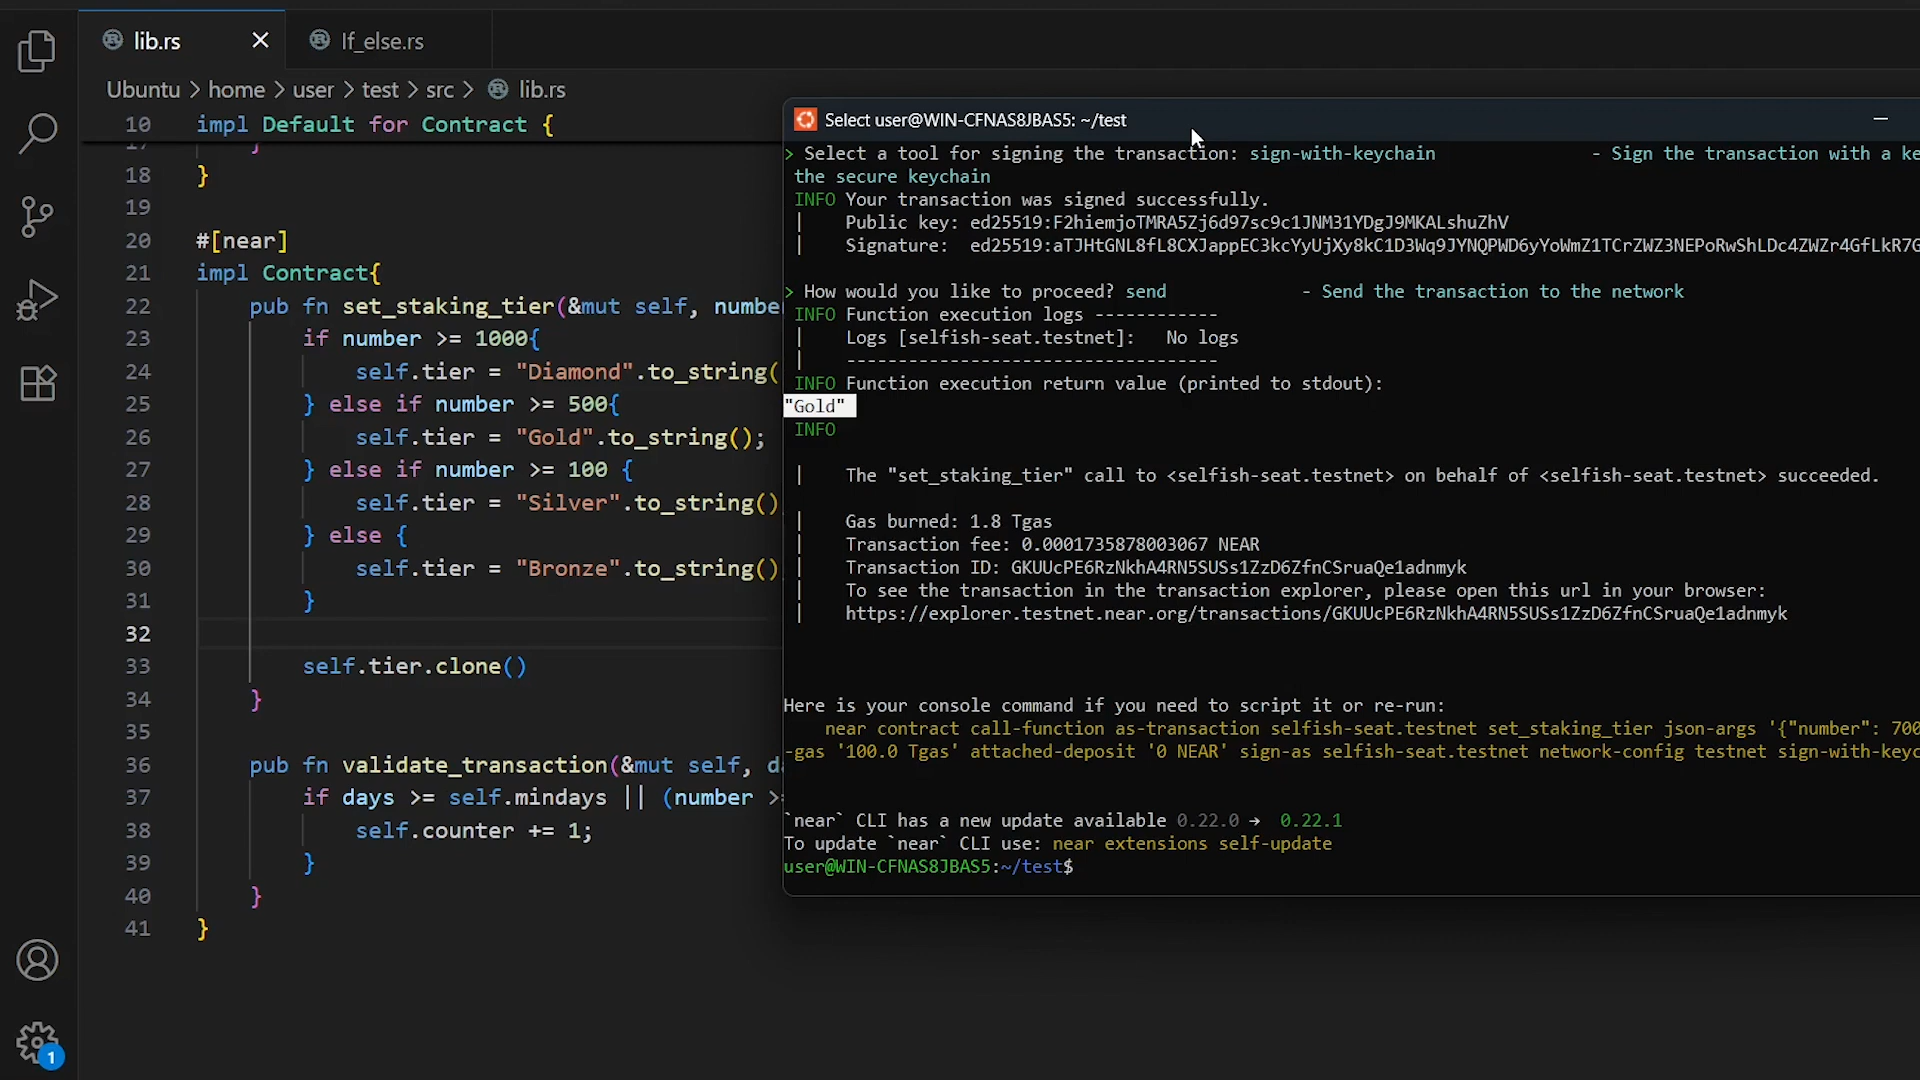 lib.rs
If_else.rs
Ubuntu > home > user > test > src > lib.rs
10 impl Default for Contract {
17 }
18 }
19
20 #[near]
21 impl Contract{
22 pub fn set_staking_tier(&mut self, numbe
23 if number >= 1000{
24 self.tier = "Diamond".to_string(
25 } else if number >= 500{
26 self.tier = "Gold".to_string();
27 } else if number >= 100 {
28 self.tier = "Silver".to_string()
29 } else {
30 self.tier = "Bronze".to_string()
31 }
32
33 self.tier.clone()
34 }
35
36 pub fn validate_transaction(&mut self, da
37 if days >= self.mindays || (number >=
38 self.counter += 1;
39 }
40 }
41 }
1
Select user@WIN-CFNAS8JBAS5: ~/test
> Select a tool for signing the transaction: sign-with-keychain - Sign the transaction with a ke
the secure keychain
INFO Your transaction was signed successfully.
| Public key: ed25519:F2hiemjoTMRA5Zj6d97sc9c1JNM31YDgJ9MKALshuZhV
| Signature: ed25519:aTJHtGNL8fL8CXJappEC3kcYyUjXy8kC1D3Wq9JYNQPWD6yYoWmZ1TCrZWZ3NEPoRwShLDc4ZWZr4GfLkR7G
> How would you like to proceed? send - Send the transaction to the network
INFO Function execution logs ------------
| Logs [selfish-seat.testnet]: No logs
| ------------------------------------
INFO Function execution return value (printed to stdout):
"Gold"
INFO
| The "set_staking_tier" call to <selfish-seat.testnet> on behalf of <selfish-seat.testnet> succeeded.
| Gas burned: 1.8 Tgas
| Transaction fee: 0.0001735878003067 NEAR
| Transaction ID: GKUUcPE6RzNkhA4RN5SUSs1ZzD6ZfnCSruaQe1adnmyk
| To see the transaction in the transaction explorer, please open this url in your browser:
| https://explorer.testnet.near.org/transactions/GKUUcPE6RzNkhA4RN5SUSs1ZzD6ZfnCSruaQe1adnmyk
Here is your console command if you need to script it or re-run:
near contract call-function as-transaction selfish-seat.testnet set_staking_tier json-args '{"number": 700
-gas '100.0 Tgas' attached-deposit '0 NEAR' sign-as selfish-seat.testnet network-config testnet sign-with-keyc
`near` CLI has a new update available 0.22.0 → 0.22.1
To update `near` CLI use: near extensions self-update
user@WIN-CFNAS8JBAS5:~/test$